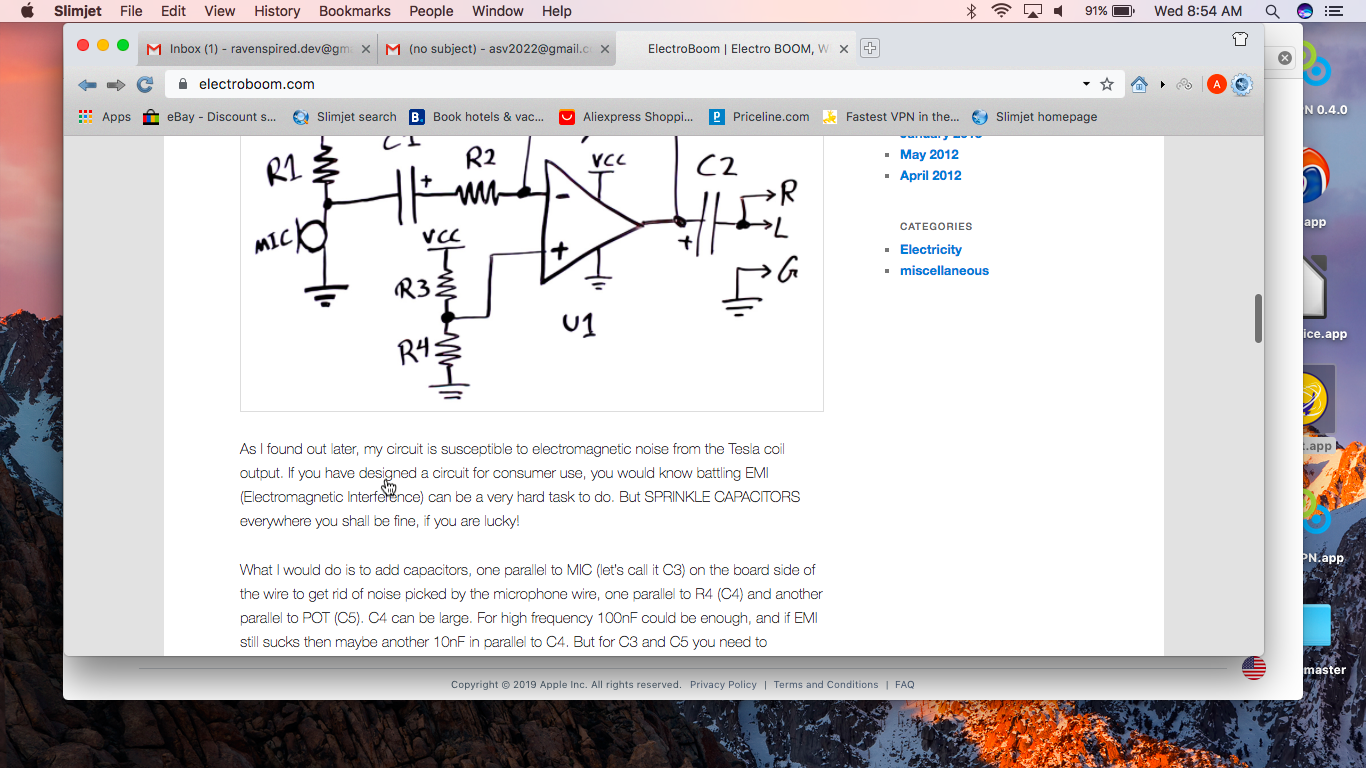 Slimjet File Edit View History Bookmarks People Window Help 91% Wed 8:54 AM
Inbox (1) - ravenspired.dev@gm (no subject) - asv2022@gmail.c ElectroBoom | Electro BOOM, W
electroboom.com A
Apps eBay - Discount s... Slimjet search Book hotels & vac... Aliexpress Shoppi... Priceline.com Fastest VPN in the... Slimjet homepage
May 2012
April 2012
CATEGORIES
Electricity
miscellaneous
R1
C1
R2
VCC
C2
R
L
MIC
VCC
-
+
+
+
G
R3
U1
R4
As I found out later, my circuit is susceptible to electromagnetic noise from the Tesla coil
output. If you have designed a circuit for consumer use, you would know battling EMI
(Electromagnetic Interference) can be a very hard task to do. But SPRINKLE CAPACITORS
everywhere you shall be fine, if you are lucky!
What I would do is to add capacitors, one parallel to MIC (let's call it C3) on the board side of
the wire to get rid of noise picked by the microphone wire, one parallel to R4 (C4) and another
parallel to POT (C5). C4 can be large. For high frequency 100nF could be enough, and if EMI
still sucks then maybe another 10nF in parallel to C4. But for C3 and C5 you need to
Copyright © 2019 Apple Inc. All rights reserved. Privacy Policy | Terms and Conditions | FAQ
PN 0.4.0
app
ice.app
t.app
PN.app
master